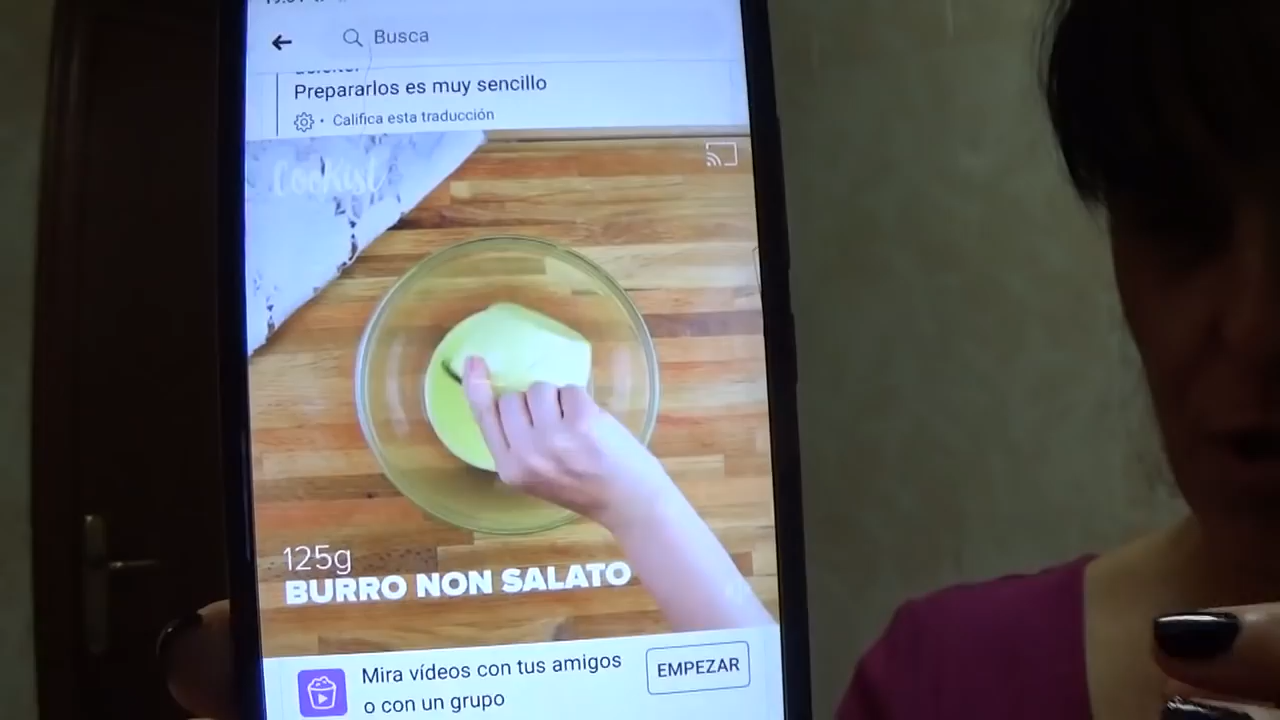 Busca
Prepararlos es muy sencillo
Califica esta traducción
Cookist
125g
BURRO NON SALATO
Mira vídeos con tus amigos
o con un grupo
EMPEZAR